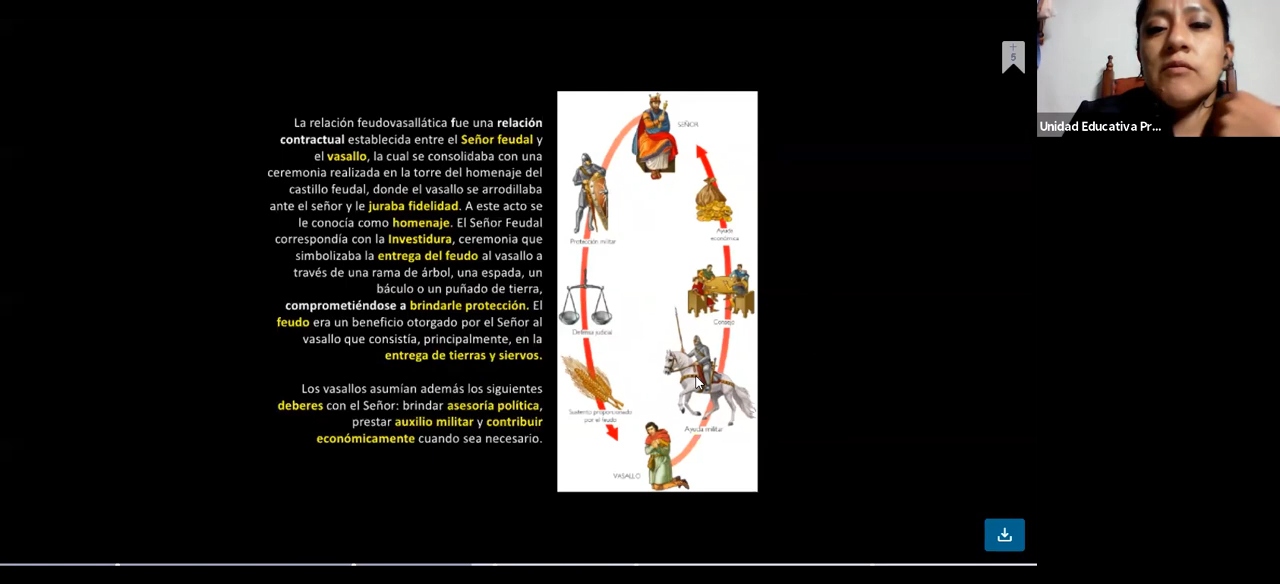 La relación feudovasallática fue una relación
contractual establecida entre el Señor feudal y
el vasallo, la cual se consolidaba con una
ceremonia realizada en la torre del homenaje del
castillo feudal, donde el vasallo se arrodillaba
ante el señor y le juraba fidelidad. A este acto se
le conocía como homenaje. El Señor Feudal
correspondía con la Investidura, ceremonia que
simbolizaba la entrega del feudo al vasallo a
través de una rama de árbol, una espada, un
báculo o un puñado de tierra,
comprometiéndose a brindarle protección. El
feudo era un beneficio otorgado por el Señor al
vasallo que consistía, principalmente, en la
entrega de tierras y siervos.
Los vasallos asumían además los siguientes
deberes con el Señor: brindar asesoría política,
prestar auxilio militar y contribuir
económicamente cuando sea necesario.
SEÑOR
Protección militar
Ayuda
económica
Defensa judicial
Consejo
Sustento proporcionado
por el feudo
Ayuda militar
VASALLO
+
5
Unidad Educativa Pr...